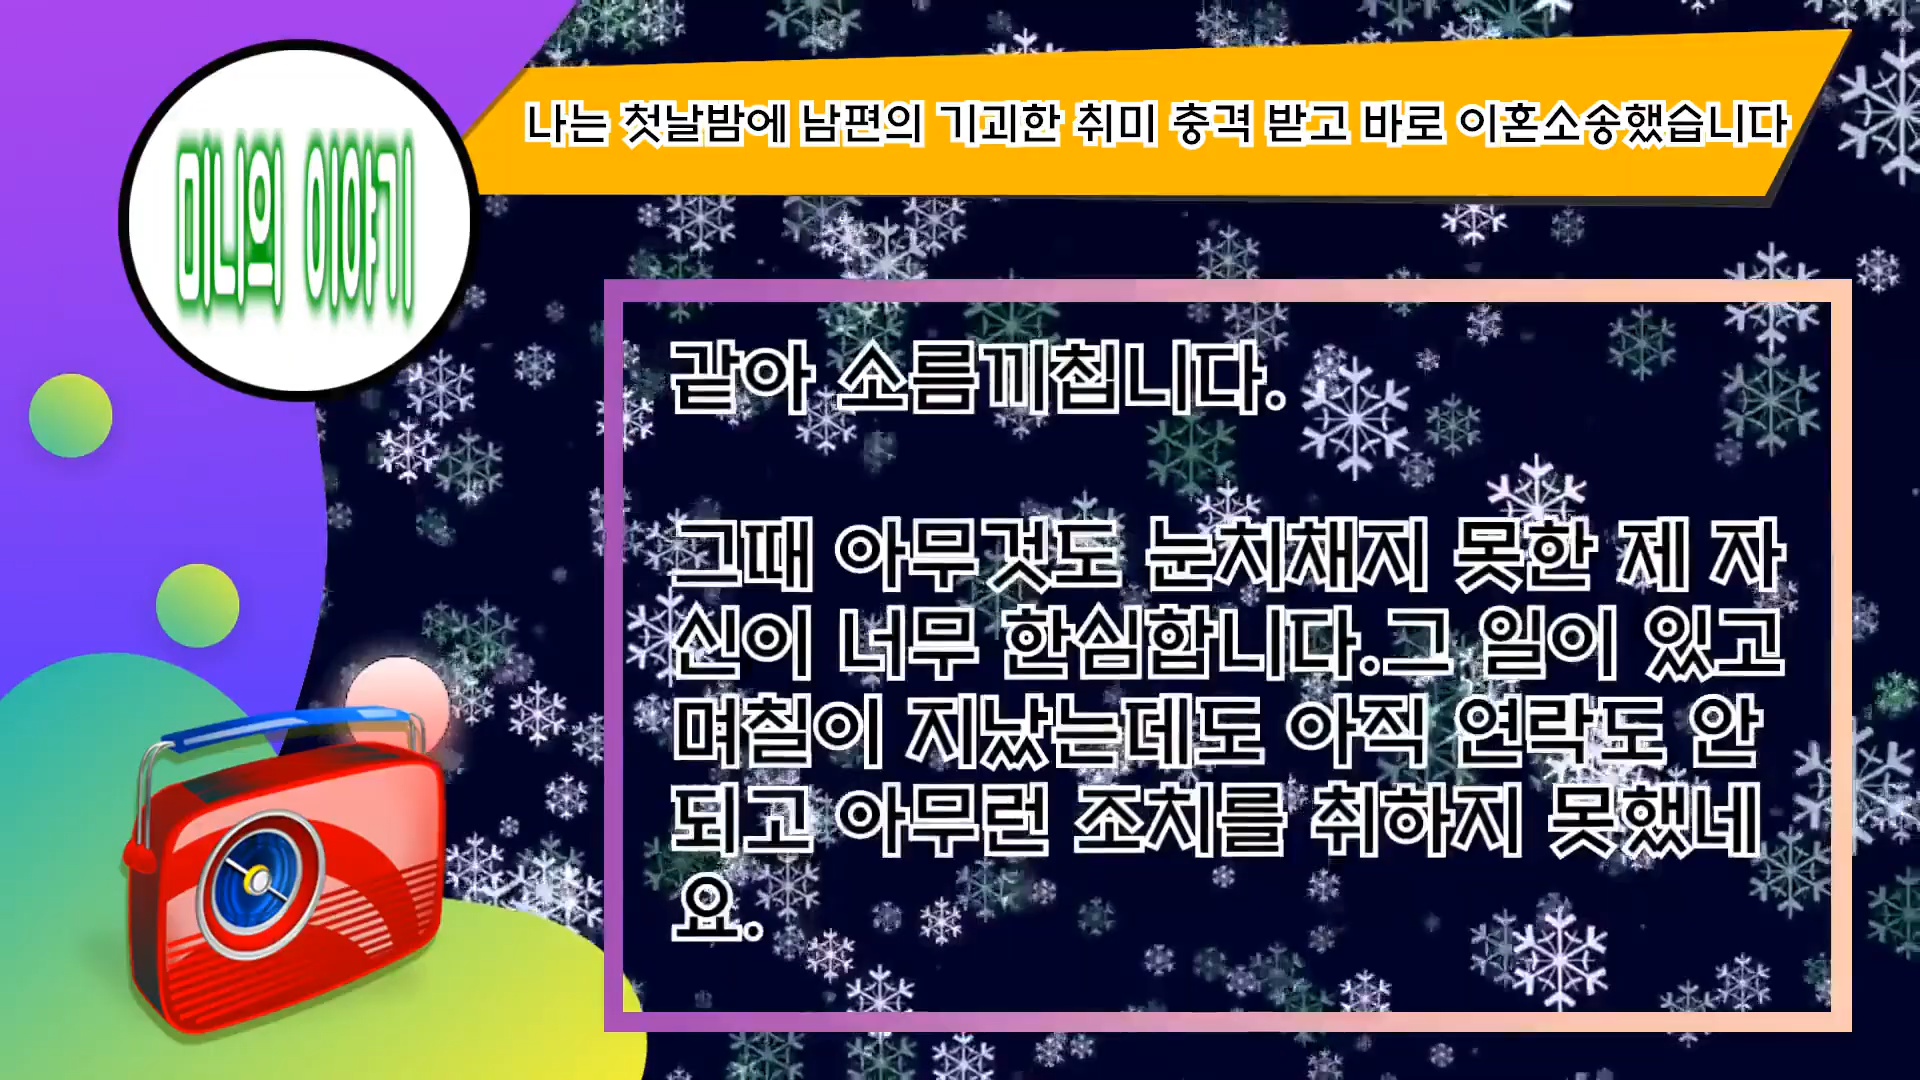 미니의 이야기
나는 첫날밤에 남편의 기괴한 취미 충격 받고 바로 이혼소송했습니다
같아 소름끼칩니다.
그때 아무것도 눈치채지 못한 제 자
신이 너무 한심합니다.그 일이 있고
며칠이 지났는데도 아직 연락도 안
되고 아무런 조치를 취하지 못했네
요.